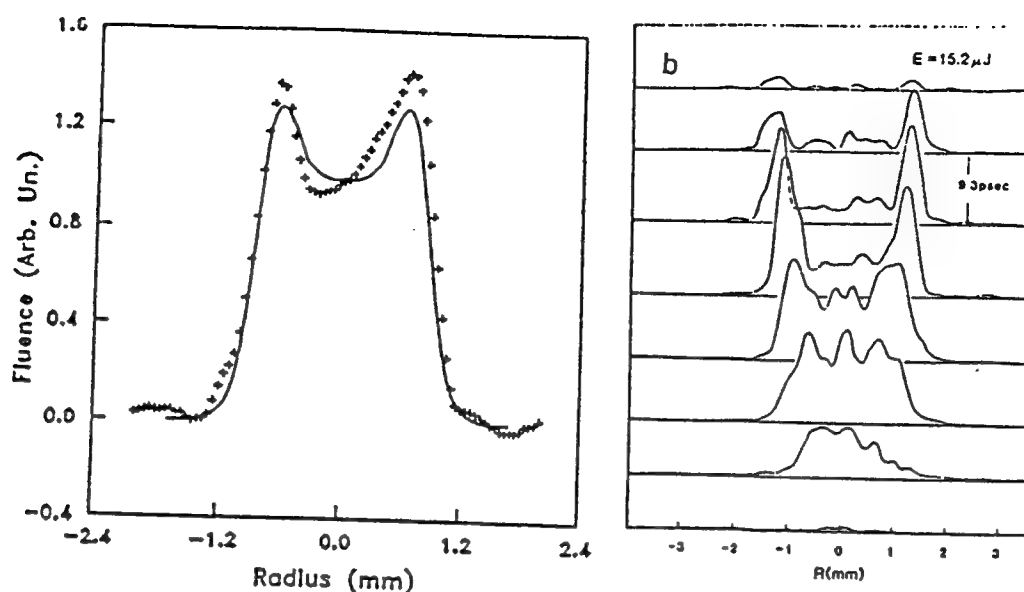 1.6
1.2
0.8
0.4
0.0
−0.4
Fluence (Arb. Un.)
−2.4 −1.2 0.0 1.2 2.4
Radius (mm)
b
E = 15.2 μJ
9.3psec
-3 -2 -1 0 1 2 3
R(mm)